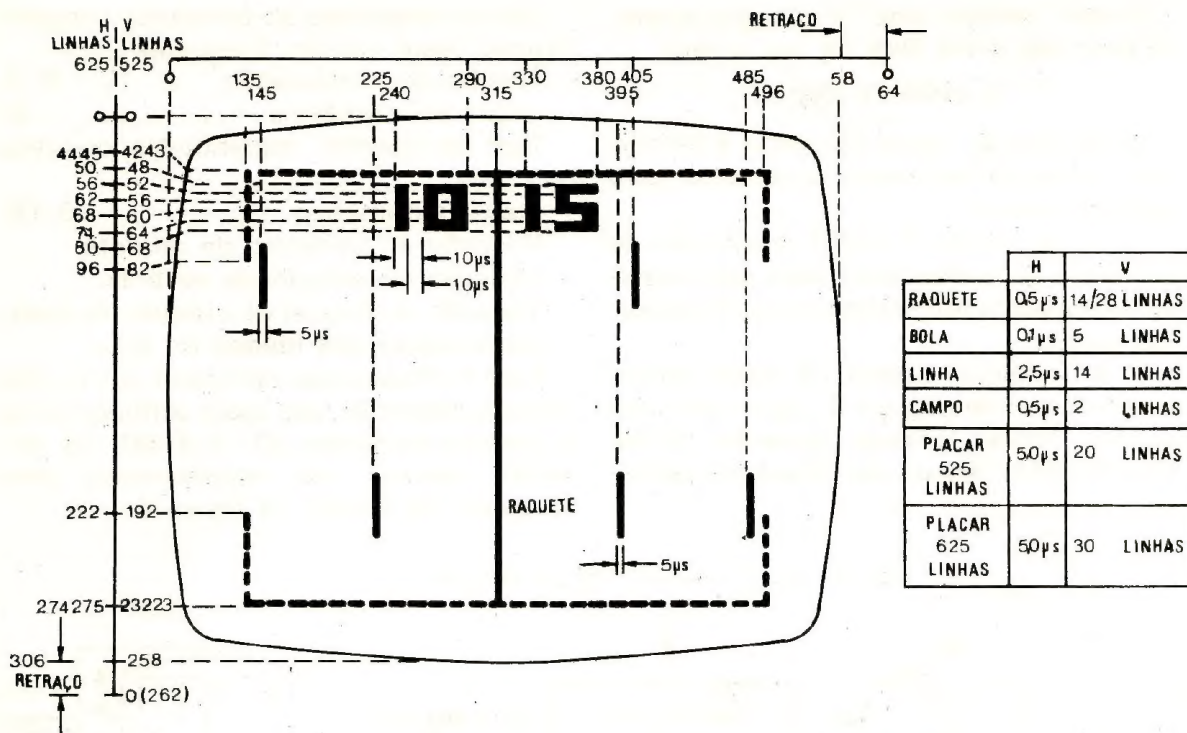 H V
LINHAS LINHAS
625 525
RETRAÇO
0 135 225 290 330 380 405 485 58 0
145 240 315 395 496 64
0 0
4445 4243
50 48
56 52
62 56
68 60
74 64
80 68
96 82
10 15
10µs
10µs
5µs
H V
RAQUETE 0,5µs 14/28 LINHAS
BOLA 0,1µs 5 LINHAS
LINHA 2,5µs 14 LINHAS
CAMPO 0,5µs 2 LINHAS
PLACAR
525
LINHAS
5,0µs 20 LINHAS
PLACAR
625
LINHAS
5,0µs 30 LINHAS
222 192
RAQUETE
5µs
274275 23223
306 258
RETRAÇO
0(262)